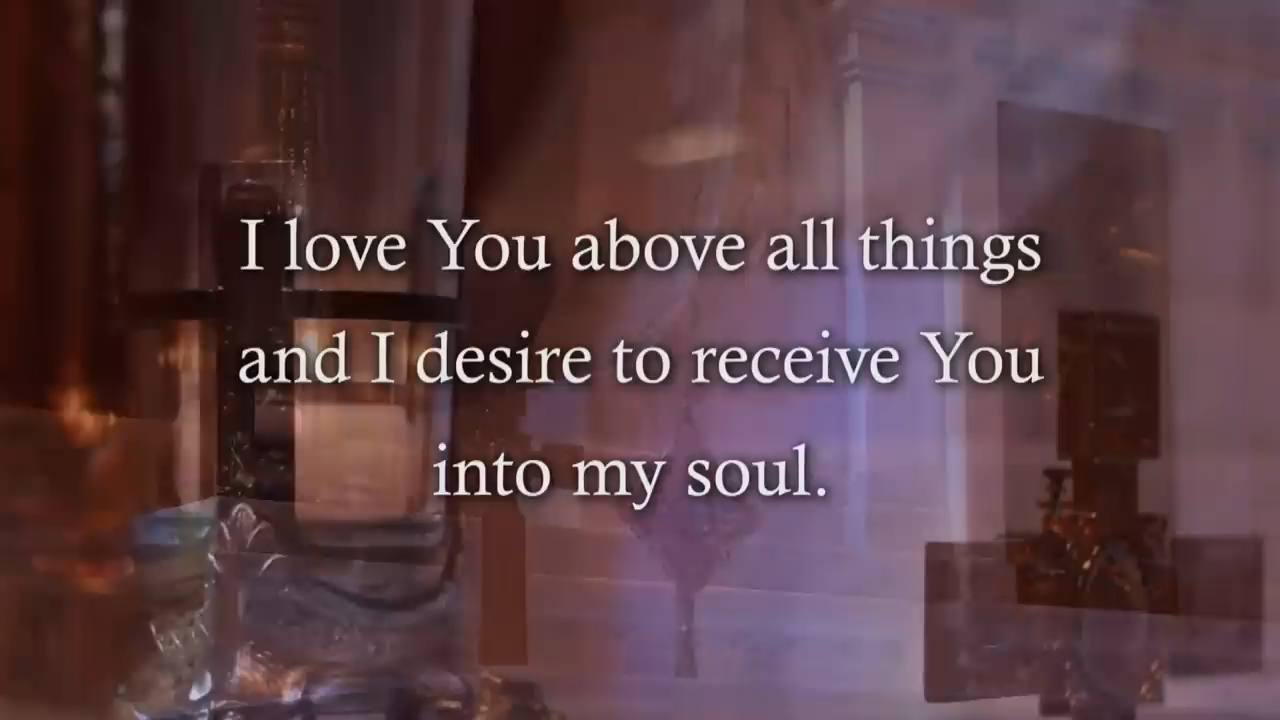 I love You above all things
and I desire to receive You
into my soul.